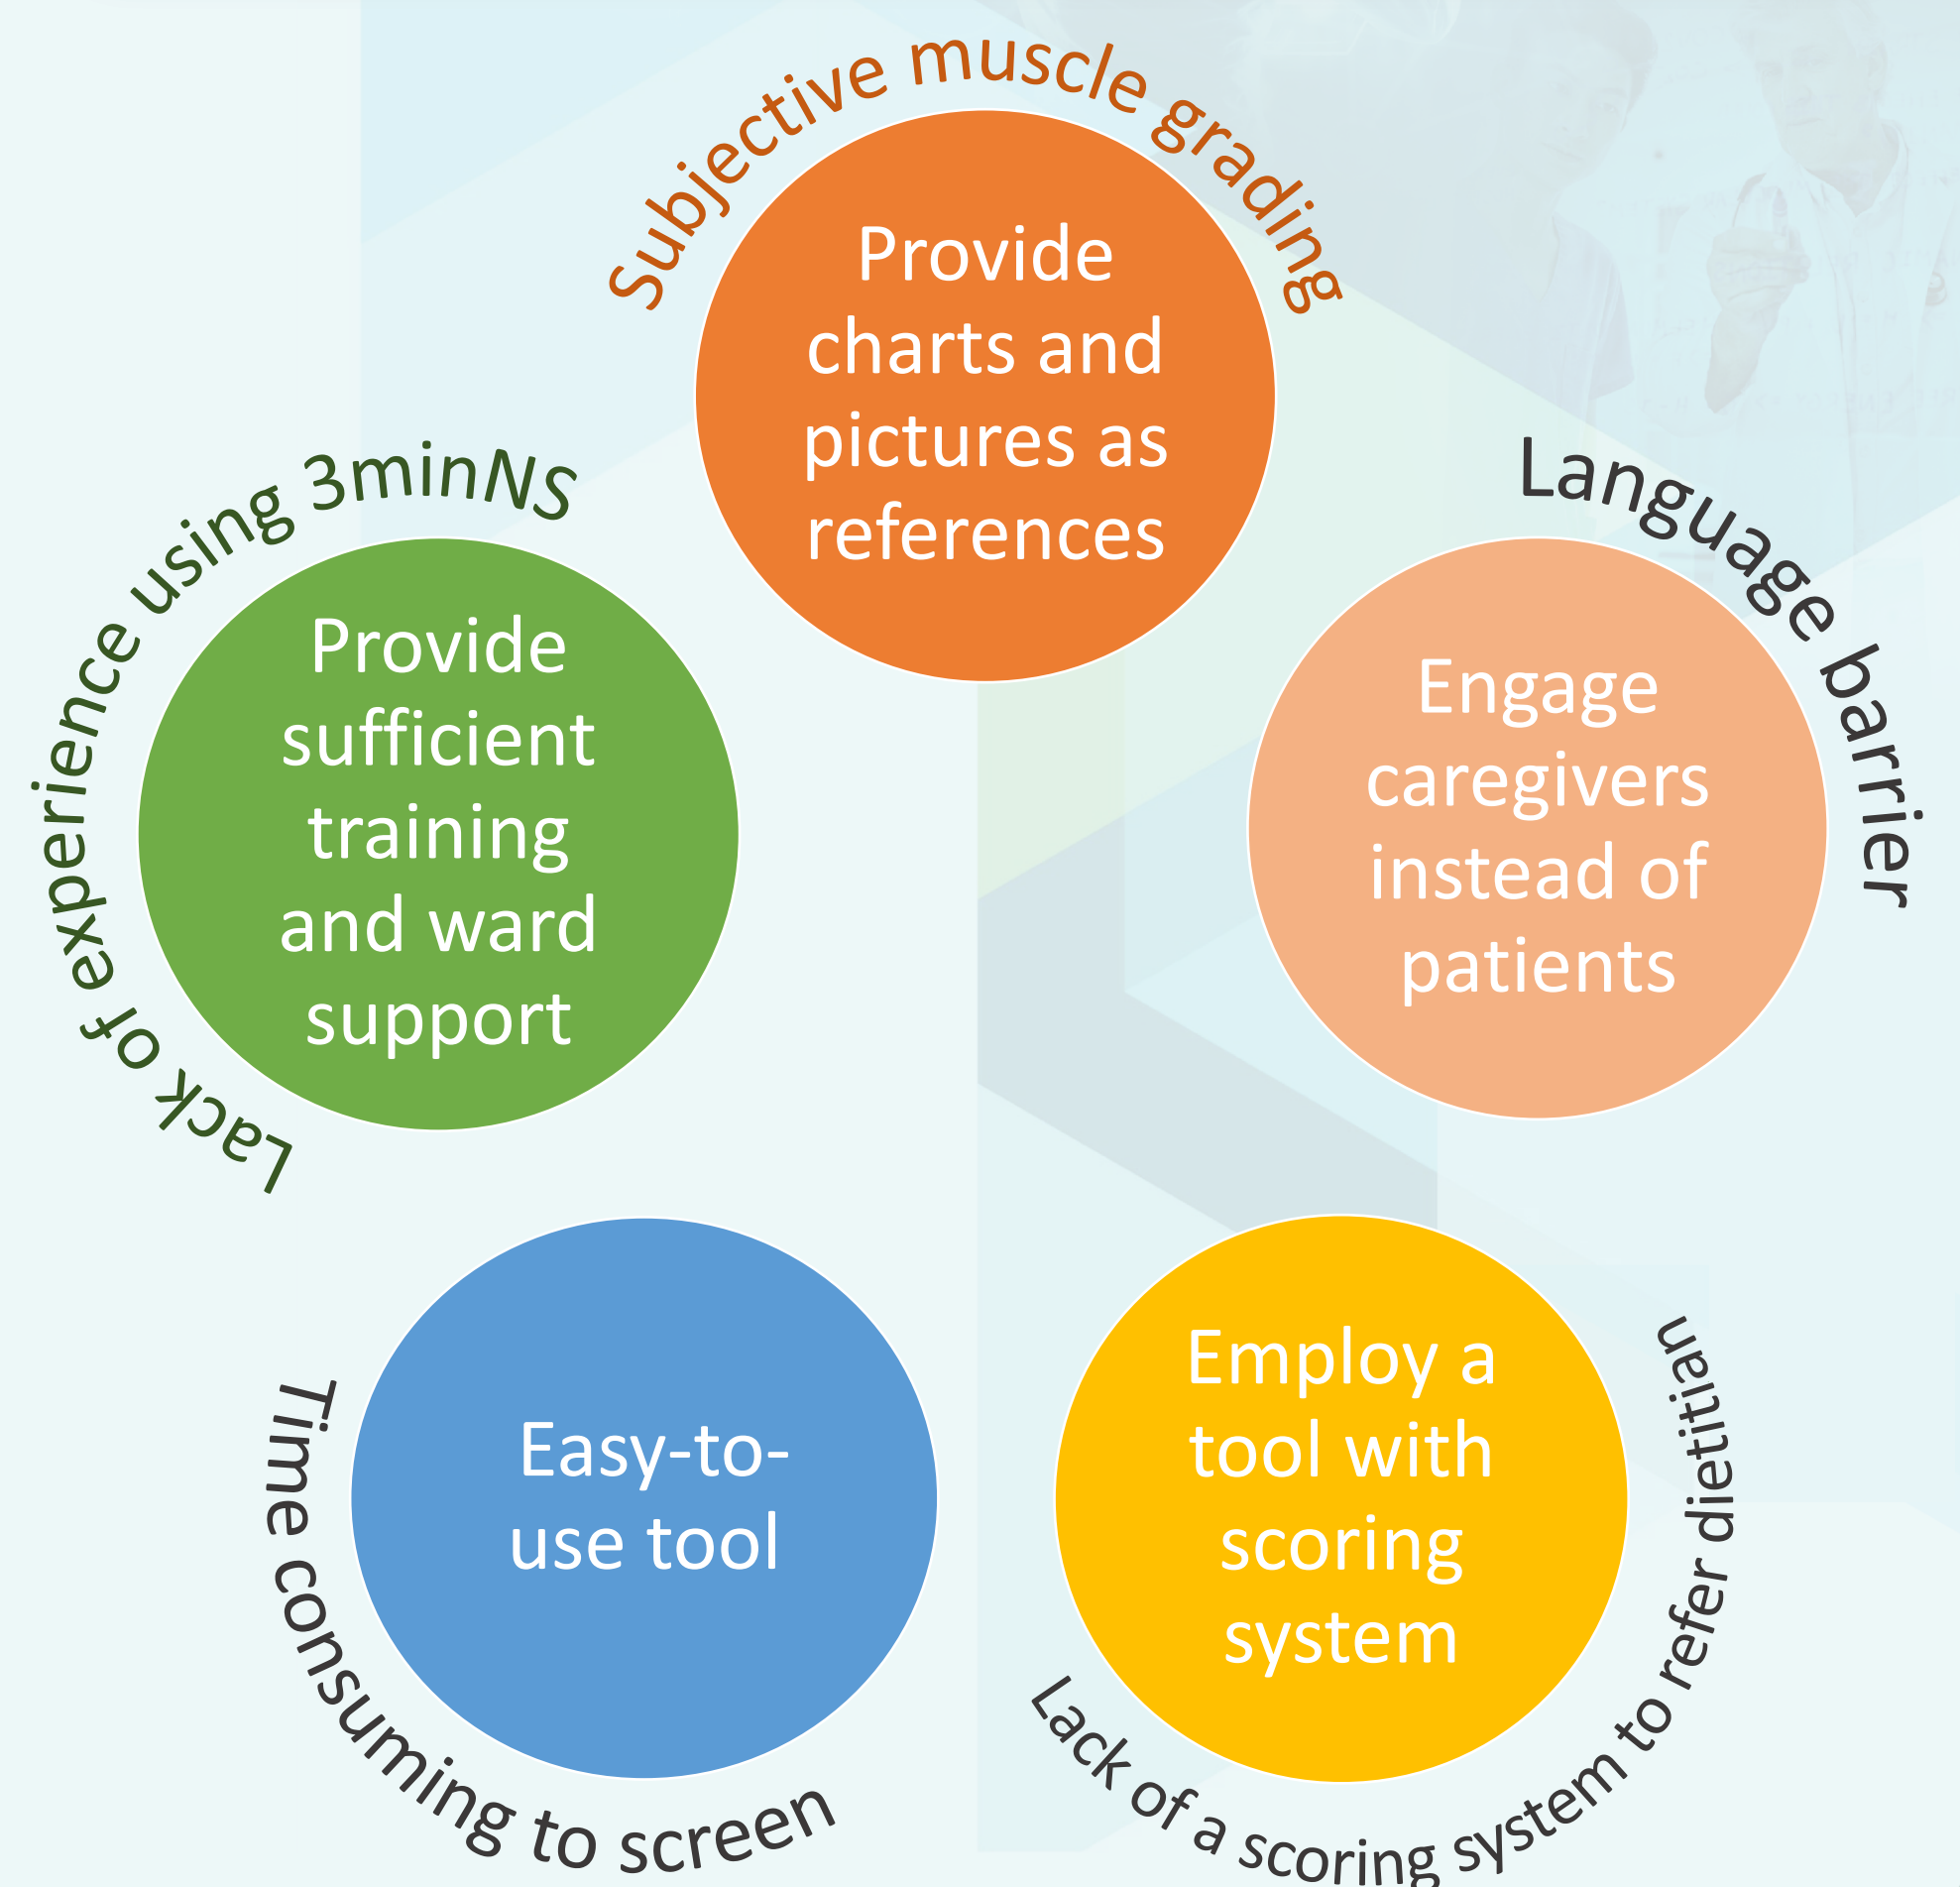 Subjective muscle grading
Provide
charts and
pictures as
references
Lack of experience using 3minNS
Provide
sufficient
training
and ward
support
Language barrier
Engage
caregivers
instead of
patients
Time consuming to screen
Easy-to-
use tool
Lack of a scoring system to refer dietitian
Employ a
tool with
scoring
system